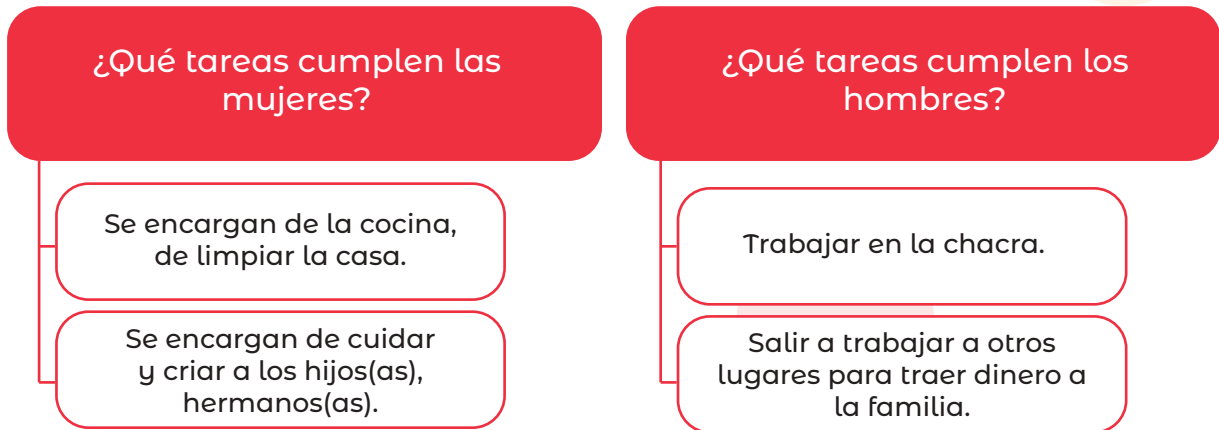 ¿Qué tareas cumplen las
mujeres?
Se encargan de la cocina,
de limpiar la casa.
Se encargan de cuidar
y criar a los hijos(as),
hermanos(as).
¿Qué tareas cumplen los
hombres?
Trabajar en la chacra.
Salir a trabajar a otros
lugares para traer dinero a
la familia.